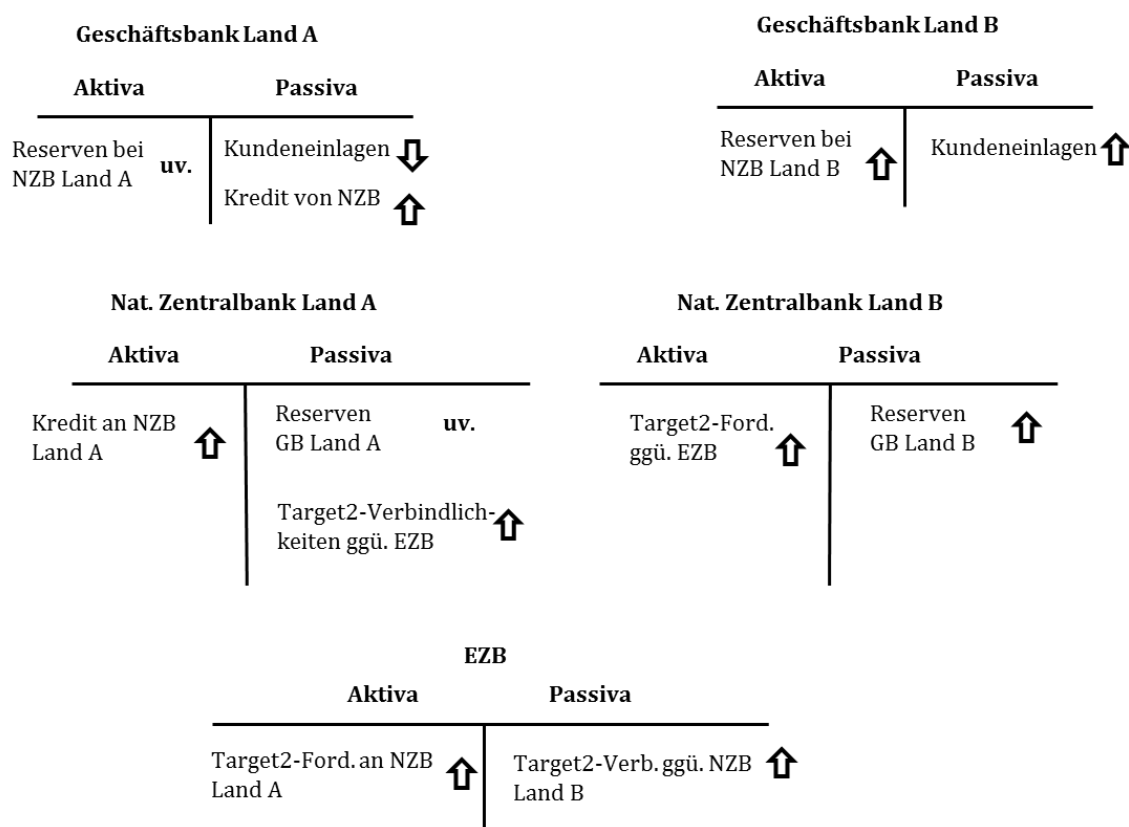 Geschäftsbank Land A
Aktiva Passiva
Reserven bei
NZB Land A
uv.
Kundeneinlagen
Kredit von NZB
Geschäftsbank Land B
Aktiva Passiva
Reserven bei
NZB Land B
Kundeneinlagen
Nat. Zentralbank Land A
Aktiva Passiva
Kredit an NZB
Land A
Reserven
GB Land A
uv.
Target2-Verbindlich-
keiten ggü. EZB
Nat. Zentralbank Land B
Aktiva Passiva
Target2-Ford.
ggü. EZB
Reserven
GB Land B
EZB
Aktiva Passiva
Target2-Ford. an NZB
Land A
Target2-Verb. ggü. NZB
Land B